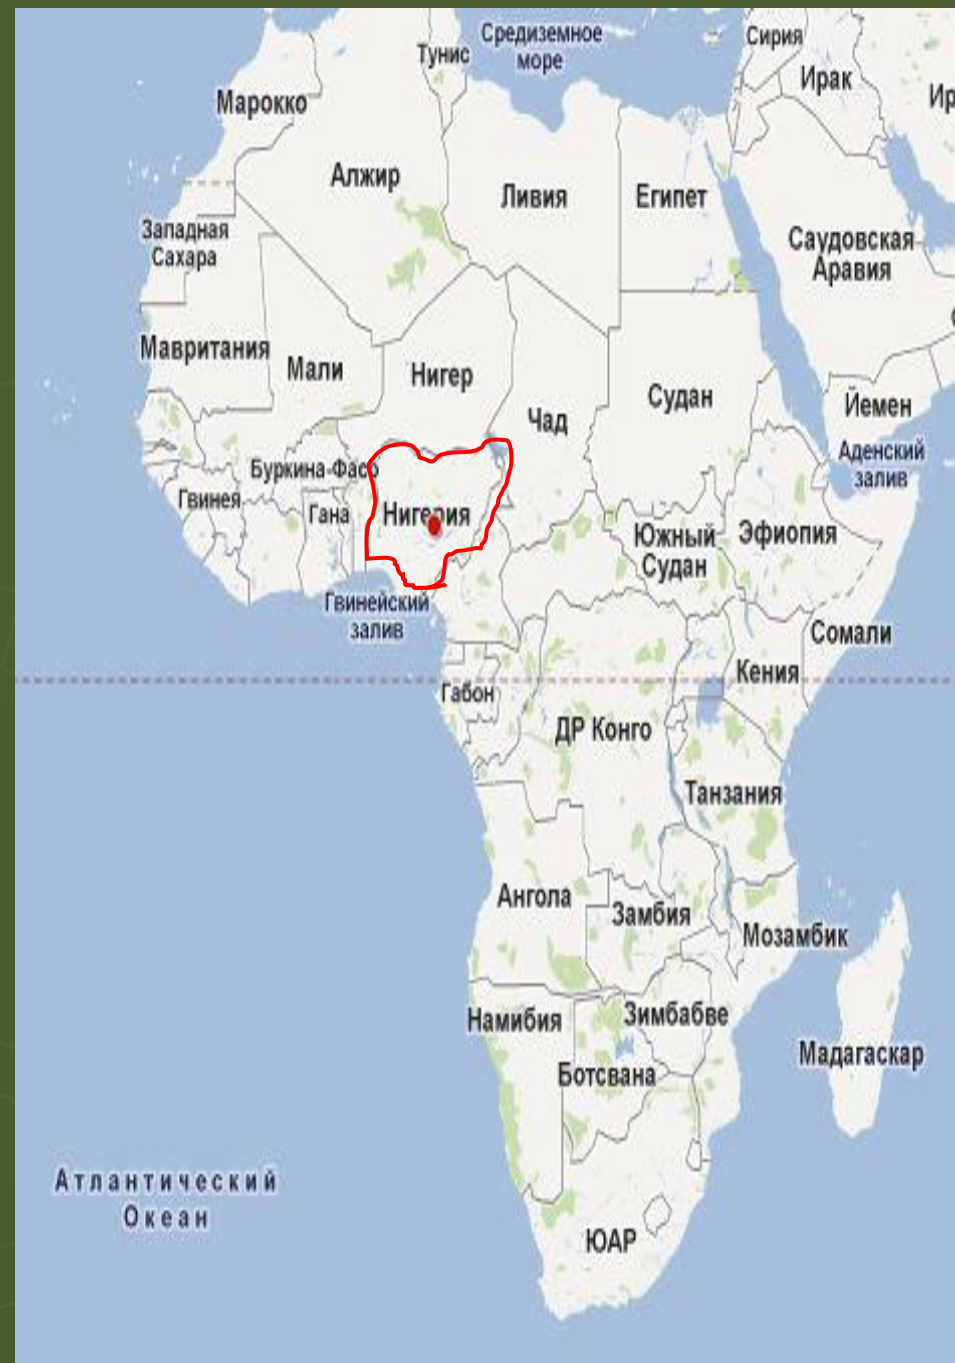 Средиземное
море
Сирия
Тунис
Ирак
Ир
Марокко
Алжир
Ливия
Египет
Западная
Сахара
Саудовская
Аравия
Мавритания
Мали
Нигер
Судан
Чад
Йемен
Аденский
залив
Буркина-Фасо
Гвинея
Гана
Нигерия
Южный
Судан
Эфиопия
Гвинейский
залив
Сомали
Кения
Габон
ДР Конго
Танзания
Ангола
Замбия
Мозамбик
Намибия
Зимбабве
Мадагаскар
Ботсвана
Атлантический
Океан
ЮАР